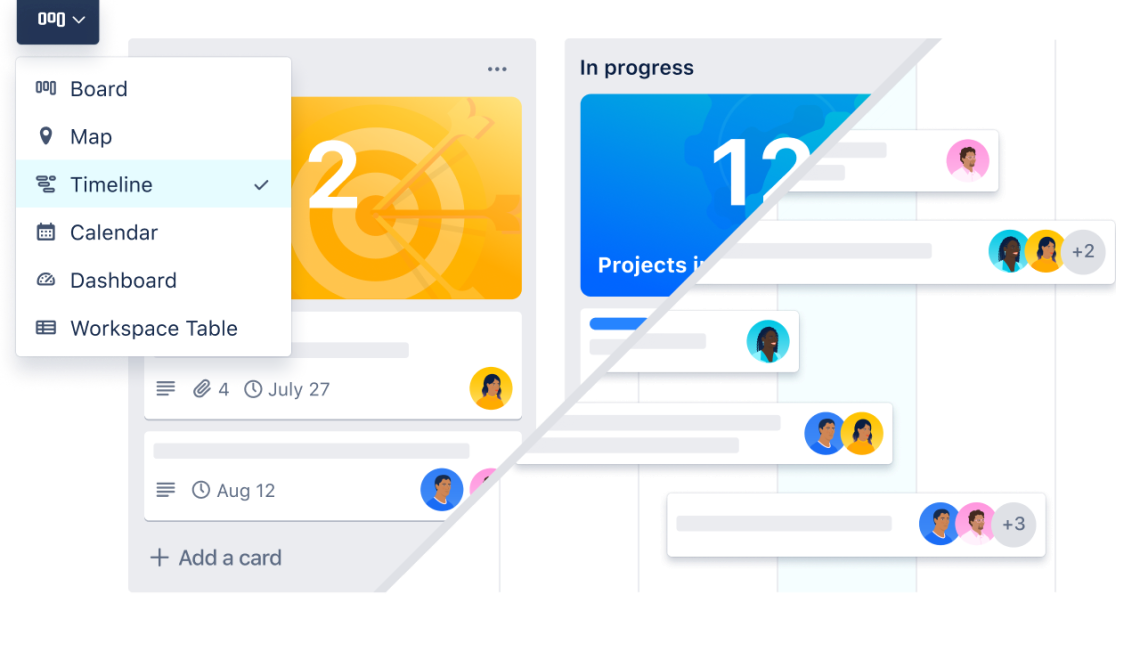 Board
Map
Timeline
Calendar
Dashboard
Workspace Table
2
4
July 27
Aug 12
Add a card
In progress
12
Projects
+2
+3